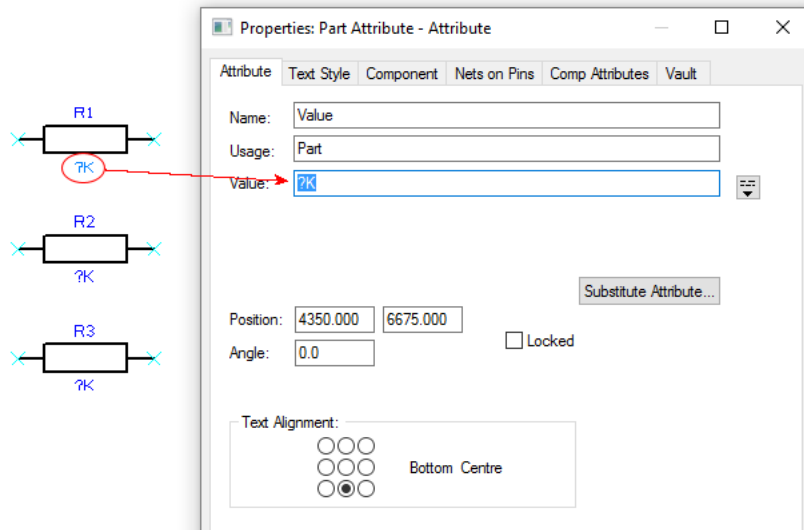 R1
?K
R2
?K
R3
?K
Properties: Part Attribute - Attribute
Attribute Text Style Component Nets on Pins Comp Attributes Vault
Name: Value
Usage: Part
Value: ?K
Substitute Attribute...
Position: 4350.000 6675.000
Locked
Angle: 0.0
Text Alignment:
Bottom Centre